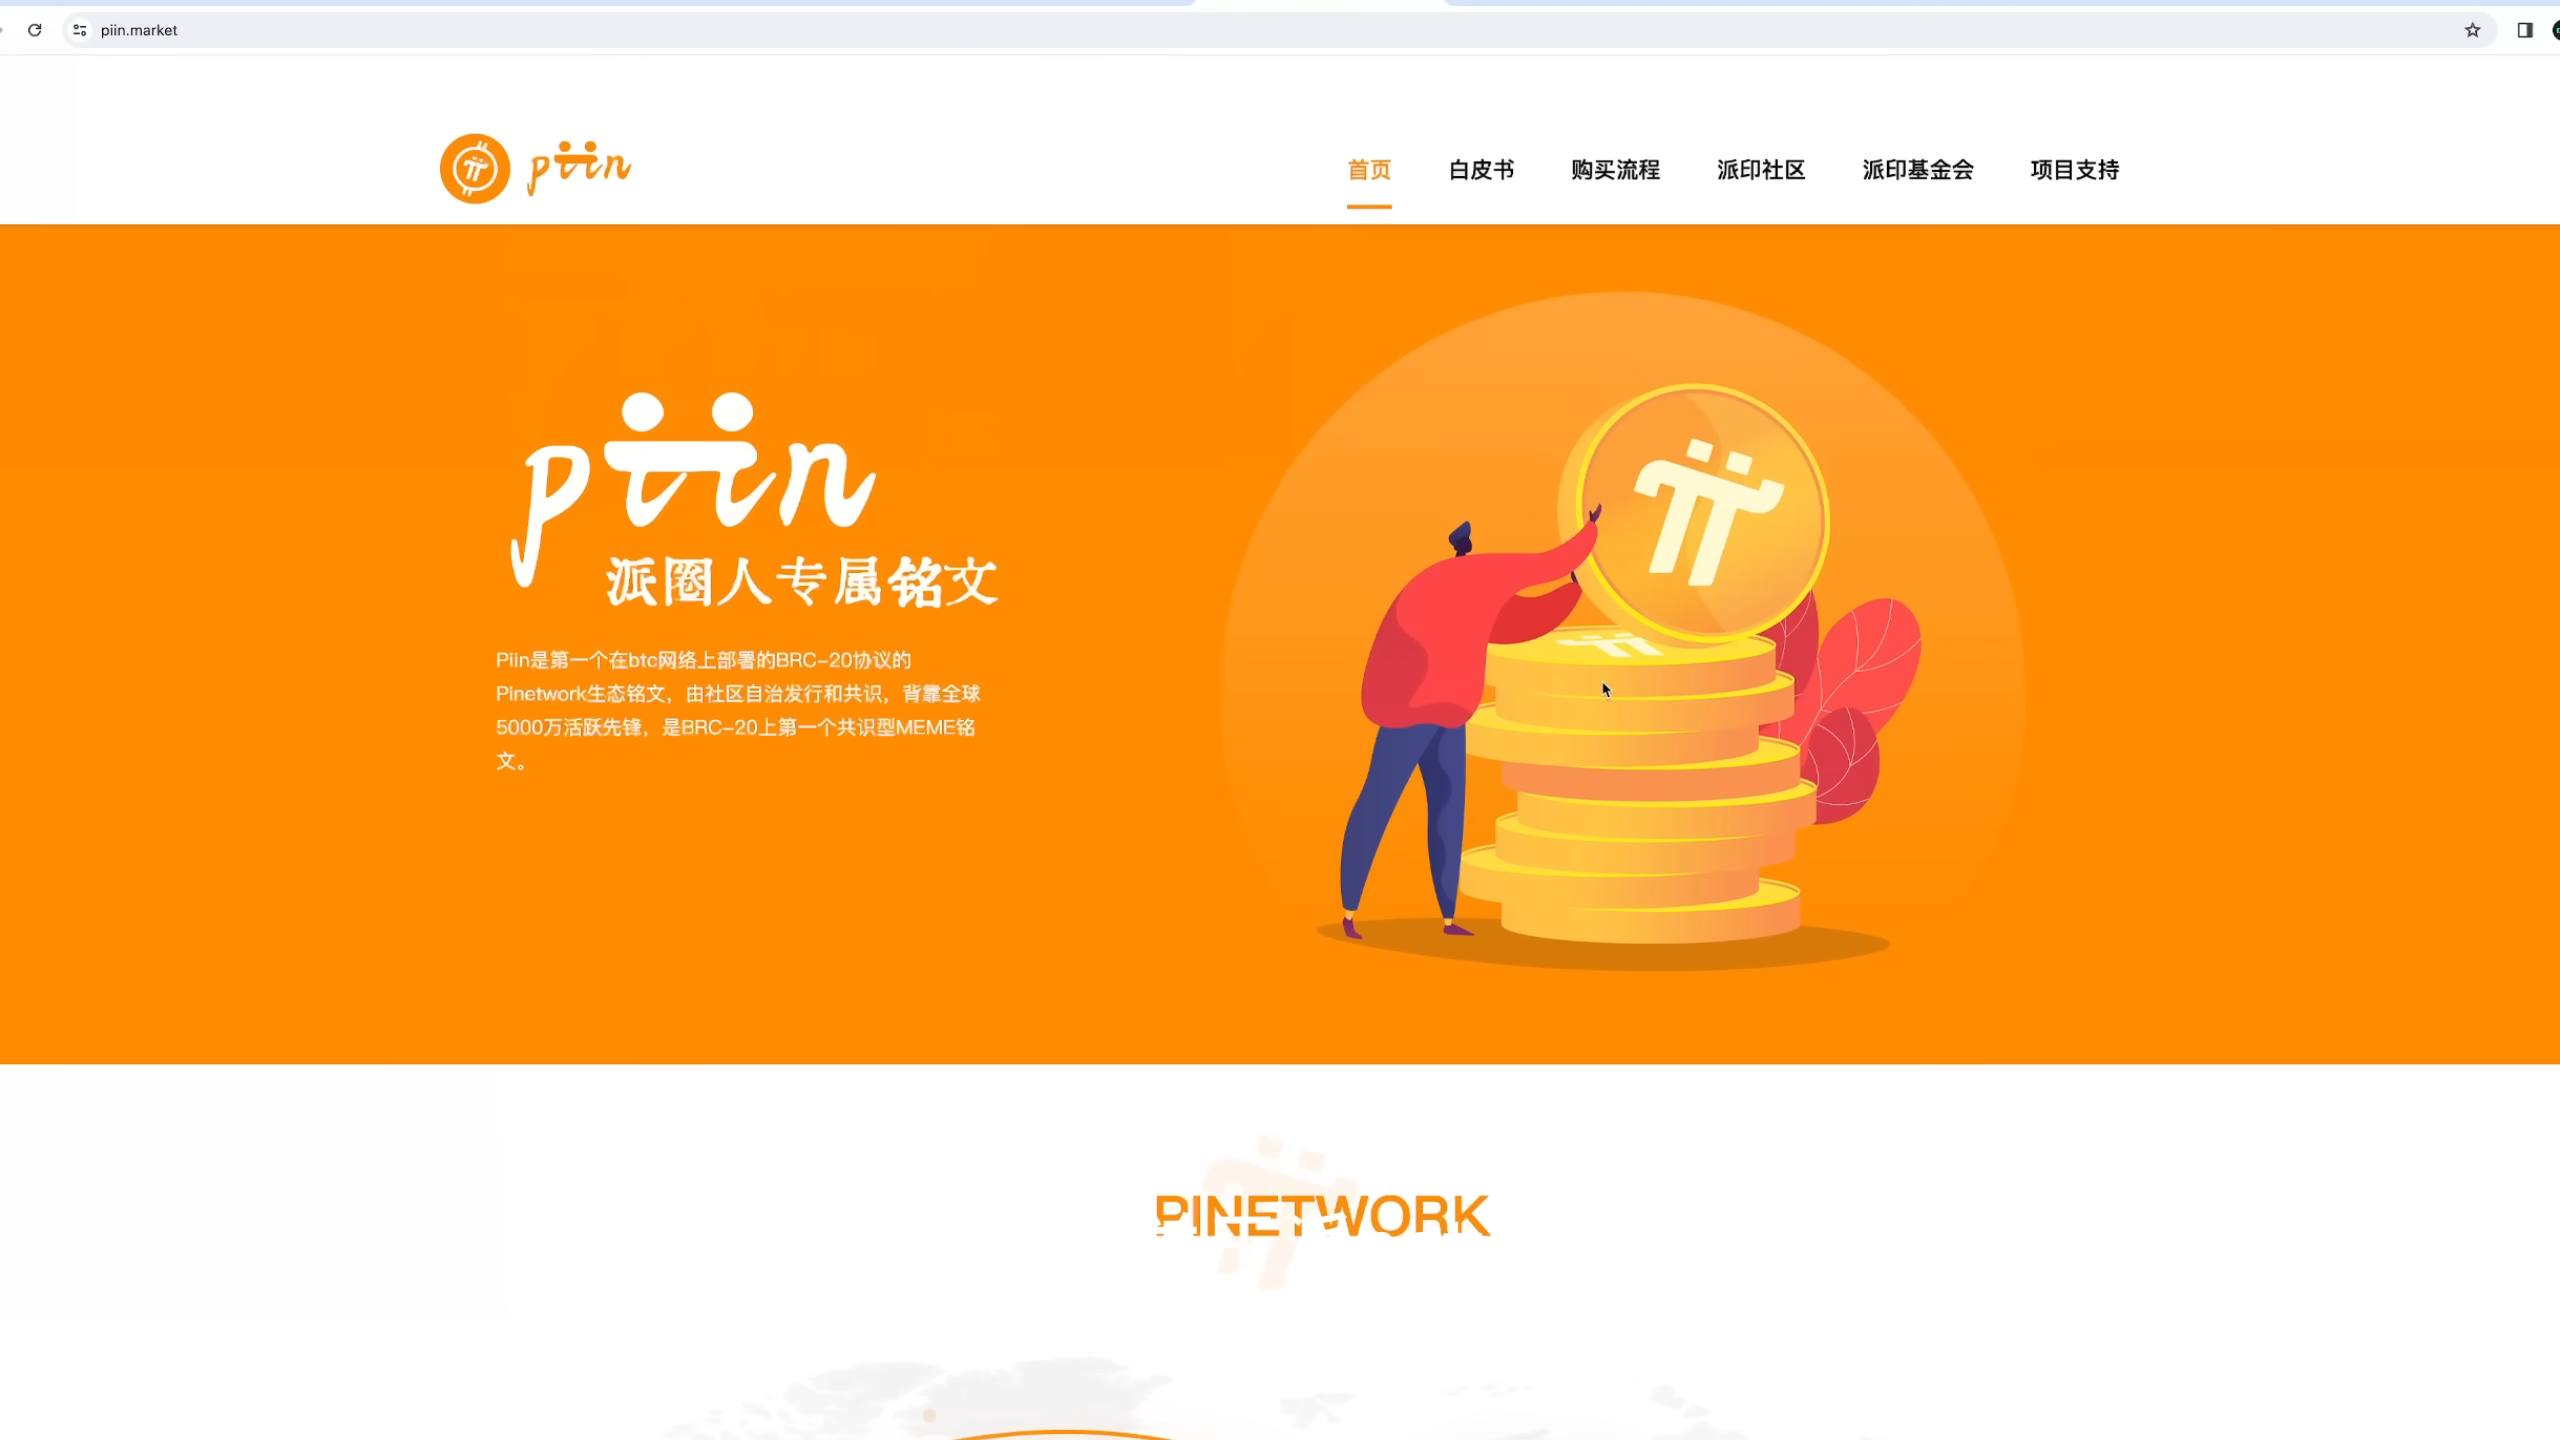 piin.market
piin
首页 白皮书 购买流程 派印社区 派印基金会 项目支持
piin
派圈人专属铭文
Piin是第一个在btc网络上部署的BRC-20协议的
Pinetwork生态铭文，由社区自治发行和共识，背靠全球
5000万活跃先锋，是BRC-20上第一个共识型MEME铭
文。
PINETWORK